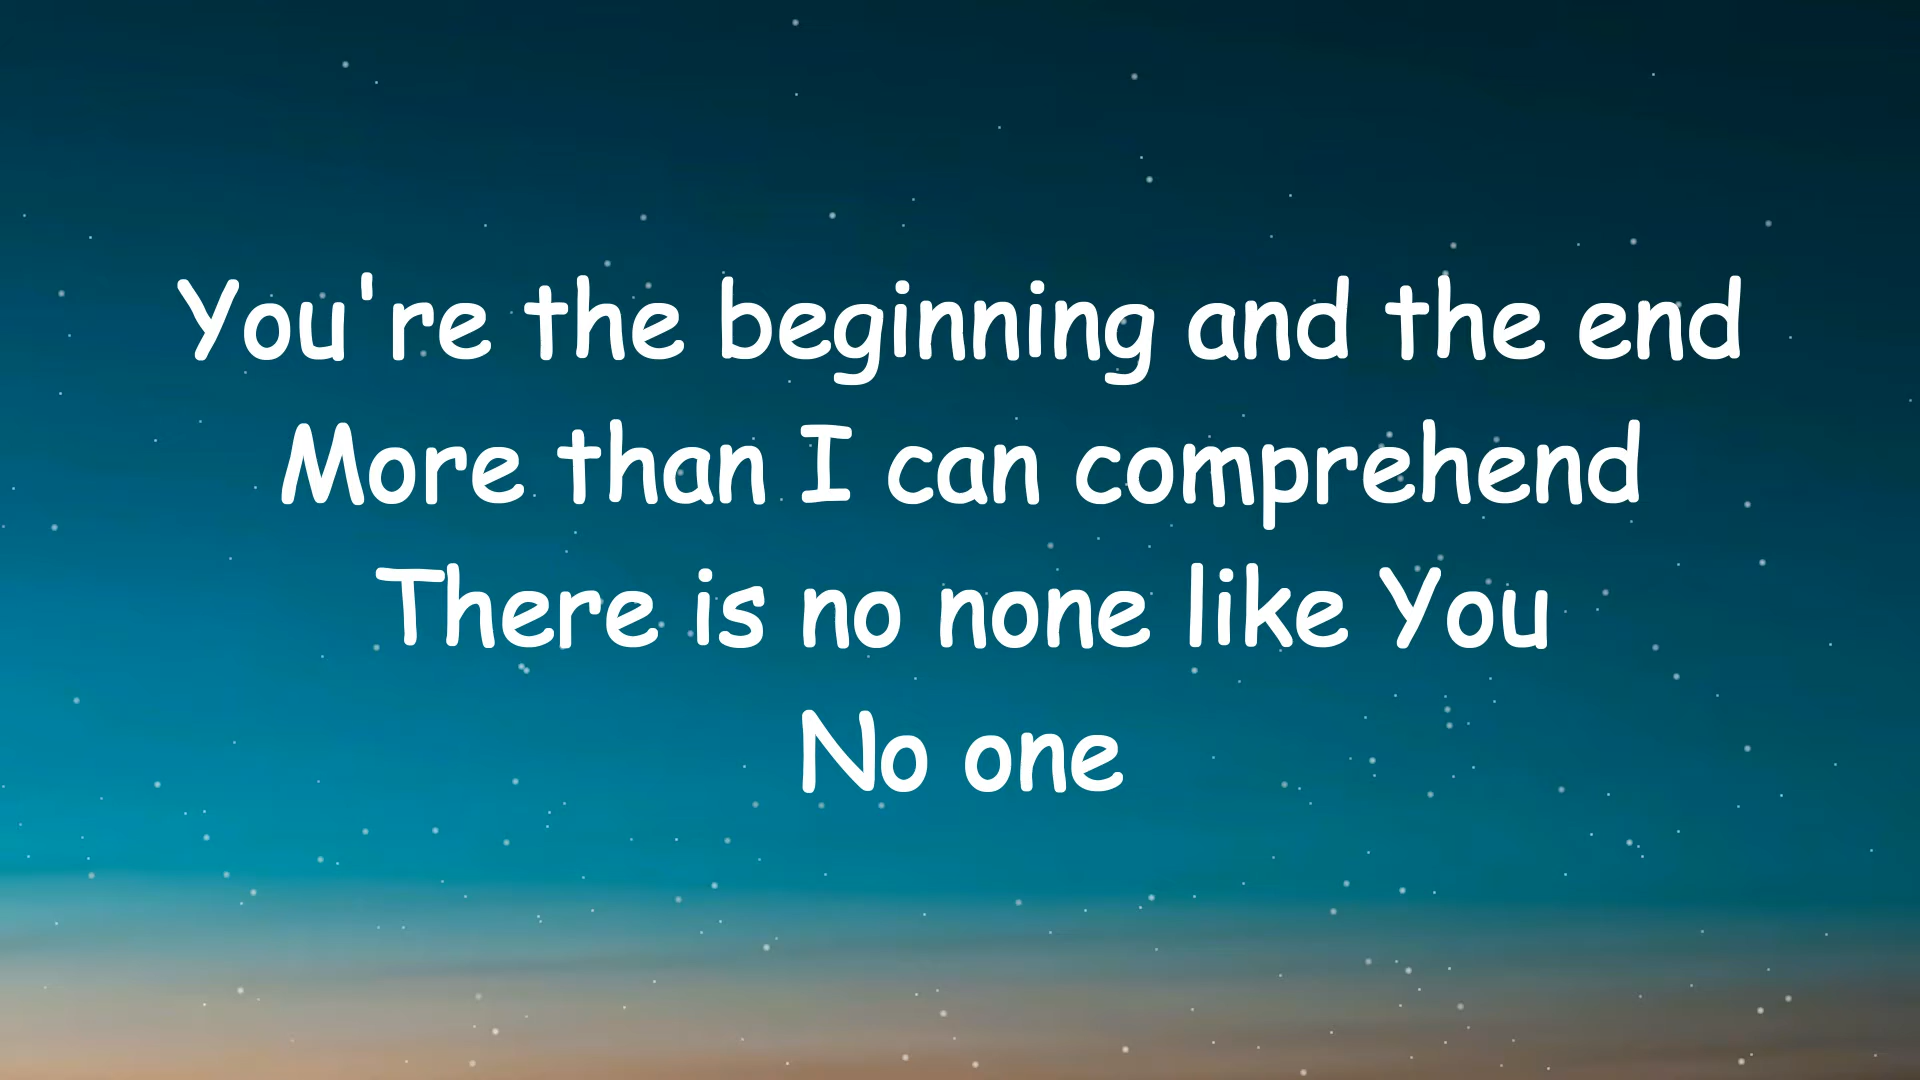 You're the beginning and the end
More than I can comprehend
There is no none like You
No one